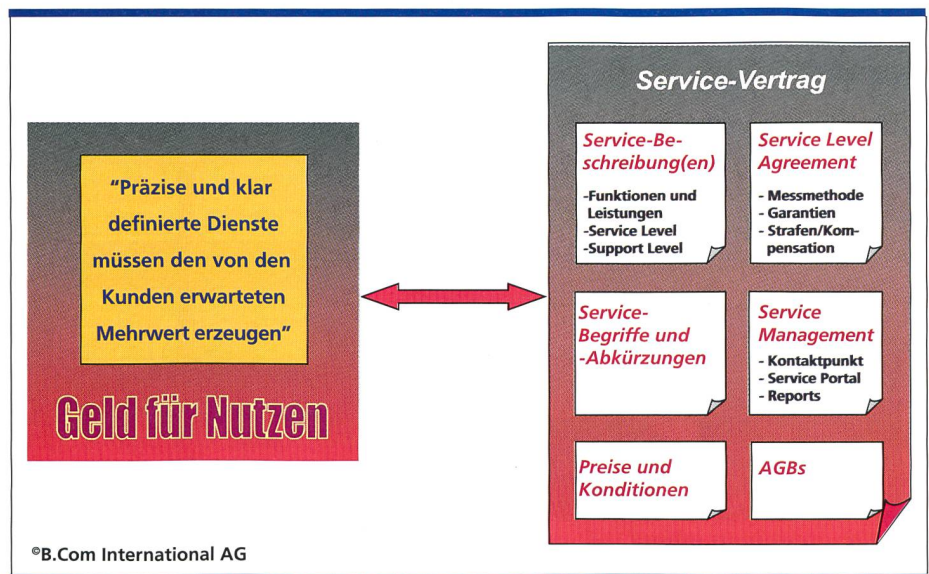 "Präzise und klar
definierte Dienste
müssen den von den
Kunden erwarteten
Mehrwert erzeugen"
Geld für Nutzen
Service-Vertrag
Service-Be-
schreibung(en)
-Funktionen und
Leistungen
-Service Level
-Support Level
Service Level
Agreement
- Messmethode
- Garantien
- Strafen/Kom-
pensation
Service-
Begriffe und
-Abkürzungen
Service
Management
- Kontaktpunkt
- Service Portal
- Reports
Preise und
Konditionen
AGBs
©B.Com International AG